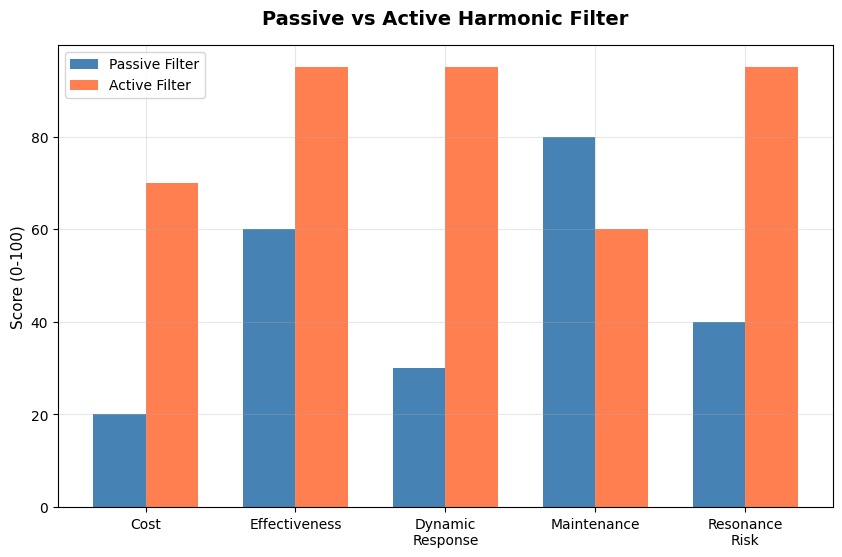 Passive vs Active Harmonic Filter
Passive Filter
Active Filter
Score (0-100)
80
60
40
20
0
Cost
Effectiveness
Dynamic
Response
Maintenance
Resonance
Risk